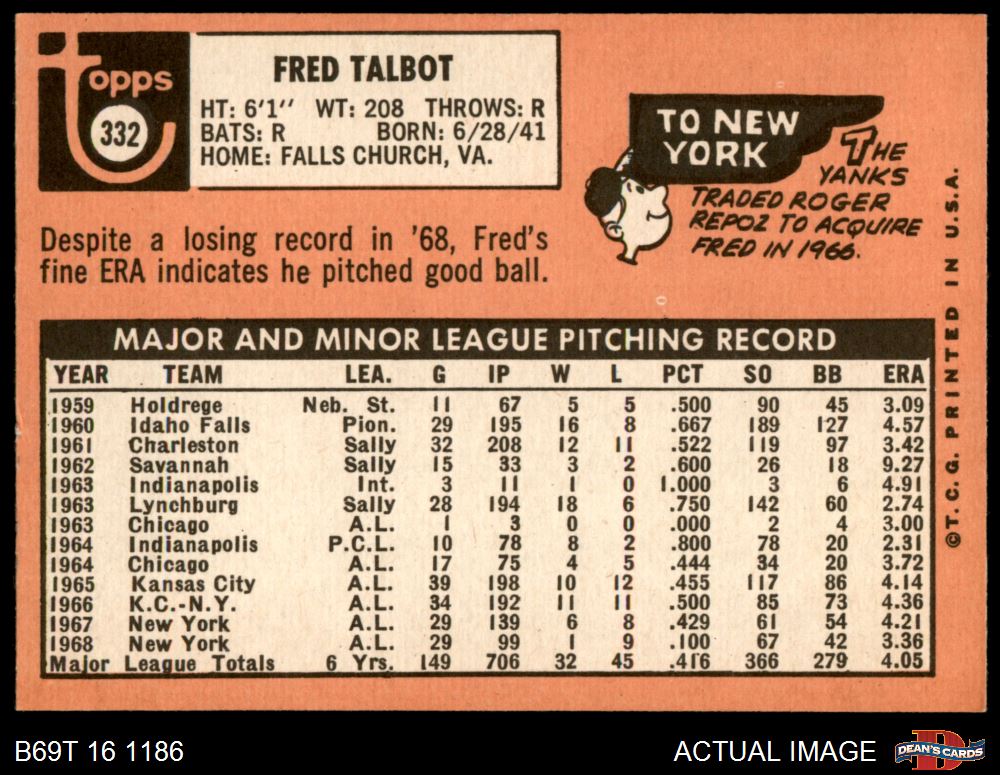 topps
332
FRED TALBOT
HT: 6'1'' WT: 208 THROWS: R
BATS: R BORN: 6/28/41
HOME: FALLS CHURCH, VA.
TO NEW
YORK
THE
YANKS
TRADED ROGER
REPOZ TO ACQUIRE
FRED IN 1966.
Despite a losing record in '68, Fred's
fine ERA indicates he pitched good ball.
MAJOR AND MINOR LEAGUE PITCHING RECORD
YEAR TEAM LEA. G IP W L PCT SO BB ERA
1959 Holdrege Neb. St. 11 67 5 5 .500 90 45 3.09
1960 Idaho Falls Pion. 29 195 16 8 .667 189 127 4.57
1961 Charleston Sally 32 208 12 11 .522 119 97 3.42
1962 Savannah Sally 15 33 3 2 .600 26 18 9.27
1963 Indianapolis Int. 3 11 1 0 1.000 3 6 4.91
1963 Lynchburg Sally 28 194 18 6 .750 142 60 2.74
1963 Chicago A.L. 1 3 0 0 .000 2 4 3.00
1964 Indianapolis P.C.L. 10 78 8 2 .800 78 20 2.31
1964 Chicago A.L. 17 75 4 5 .444 34 20 3.72
1965 Kansas City A.L. 39 198 10 12 .455 117 86 4.14
1966 K.C.-N.Y. A.L. 34 192 11 11 .500 85 73 4.36
1967 New York A.L. 29 139 6 8 .429 61 54 4.21
1968 New York A.L. 29 99 1 9 .100 67 42 3.36
Major League Totals 6 Yrs. 149 706 32 45 .416 366 279 4.05
©T. C. G. PRINTED IN U.S.A.
B69T 16 1186
ACTUAL IMAGE
DEAN'S CARDS